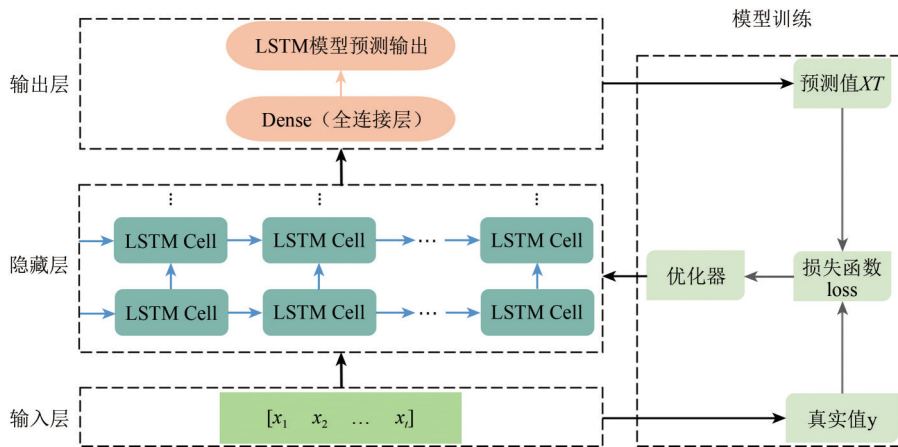 模型训练
输出层
LSTM模型预测输出
Dense（全连接层）
预测值XT
⋮ ⋮ ⋮
隐藏层
LSTM Cell LSTM Cell … LSTM Cell
LSTM Cell LSTM Cell … LSTM Cell
优化器
损失函数
loss
输入层
[x₁ x₂ … xₜ]
真实值y